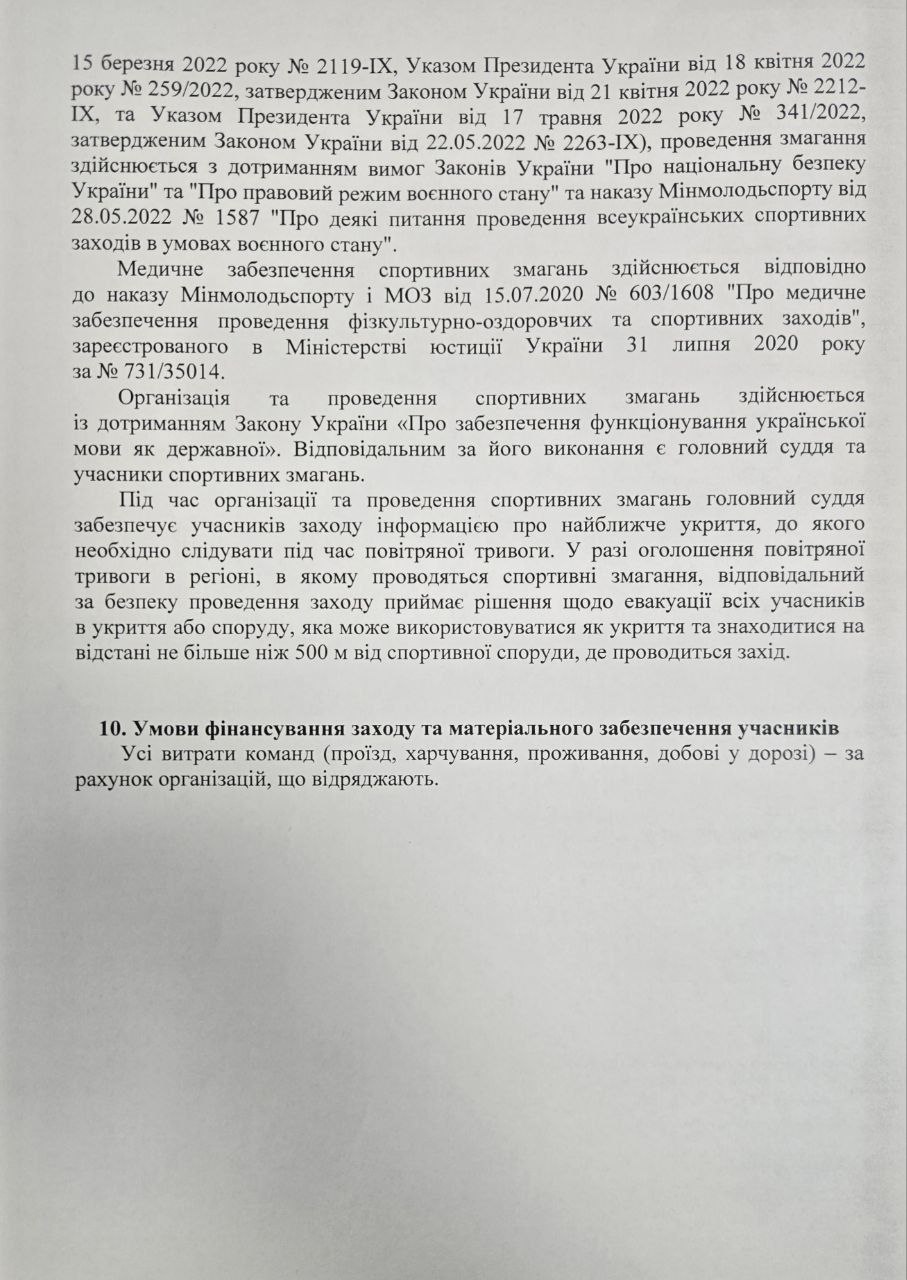 15 березня 2022 року № 2119-ІХ, Указом Президента України від 18 квітня 2022
року № 259/2022, затвердженим Законом України від 21 квітня 2022 року № 2212-
ІХ, та Указом Президента України від 17 травня 2022 року № 341/2022,
затвердженим Законом України від 22.05.2022 № 2263-ІХ), проведення змагання
здійснюється з дотриманням вимог Законів України "Про національну безпеку
України" та "Про правовий режим воєнного стану" та наказу Мінмолодьспорту від
28.05.2022 № 1587 "Про деякі питання проведення всеукраїнських спортивних
заходів в умовах воєнного стану".
Медичне забезпечення спортивних змагань здійснюється відповідно
до наказу Мінмолодьспорту і МОЗ від 15.07.2020 № 603/1608 "Про медичне
забезпечення проведення фізкультурно-оздоровчих та спортивних заходів",
зареєстрованого в Міністерстві юстиції України 31 липня 2020 року
за № 731/35014.
Організація та проведення спортивних змагань здійснюється
із дотриманням Закону України «Про забезпечення функціонування української
мови як державної». Відповідальним за його виконання є головний суддя та
учасники спортивних змагань.
Під час організації та проведення спортивних змагань головний суддя
забезпечує учасників заходу інформацією про найближче укриття, до якого
необхідно слідувати під час повітряної тривоги. У разі оголошення повітряної
тривоги в регіоні, в якому проводяться спортивні змагання, відповідальний
за безпеку проведення заходу приймає рішення щодо евакуації всіх учасників
в укриття або споруду, яка може використовуватися як укриття та знаходитися на
відстані не більше ніж 500 м від спортивної споруди, де проводиться захід.
10. Умови фінансування заходу та матеріального забезпечення учасників
Усі витрати команд (проїзд, харчування, проживання, добові у дорозі) – за
рахунок організацій, що відряджають.